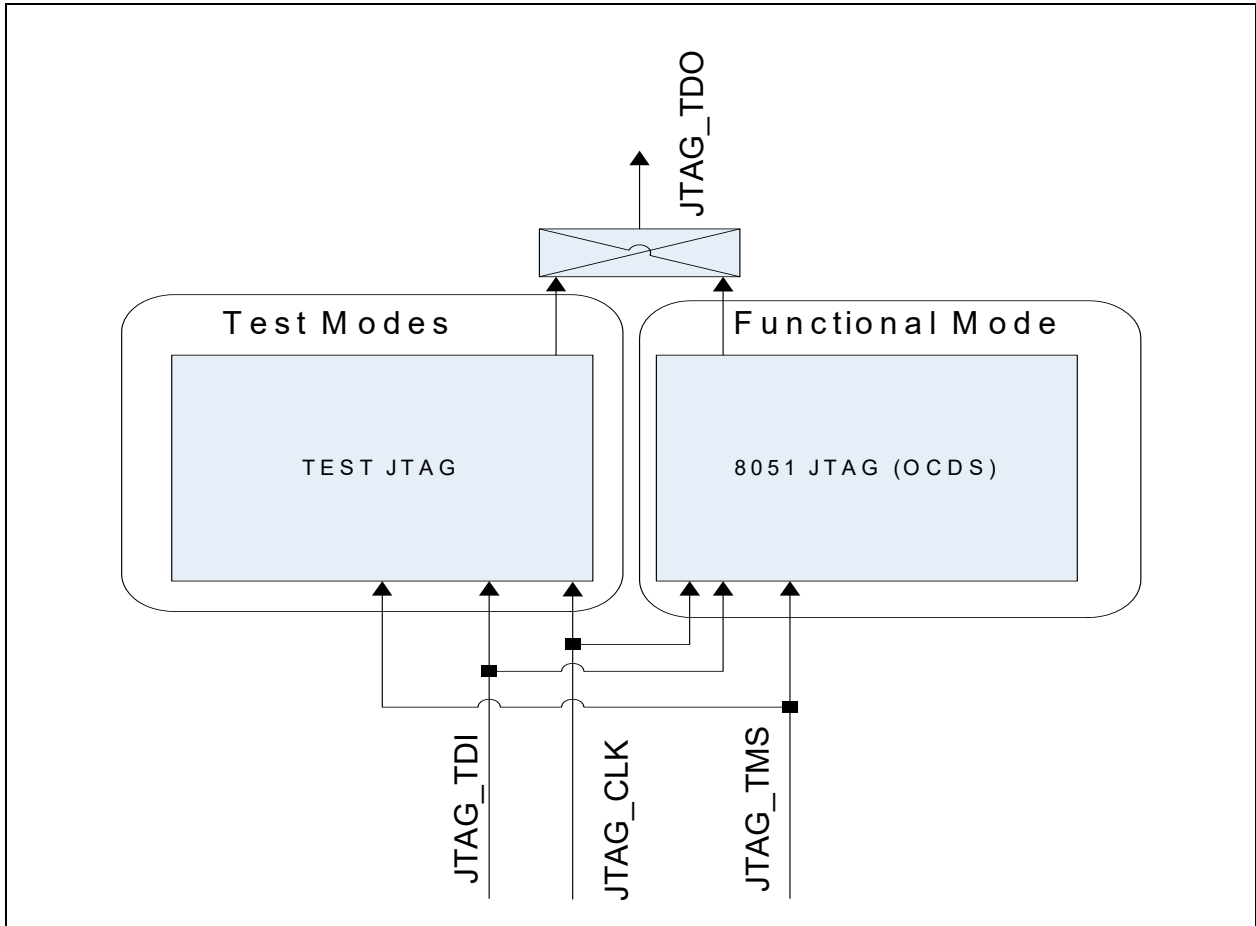 JTAG_TDO
Test Modes
Functional Mode
TEST JTAG
8051 JTAG (OCDS)
JTAG_TDI
JTAG_CLK
JTAG_TMS